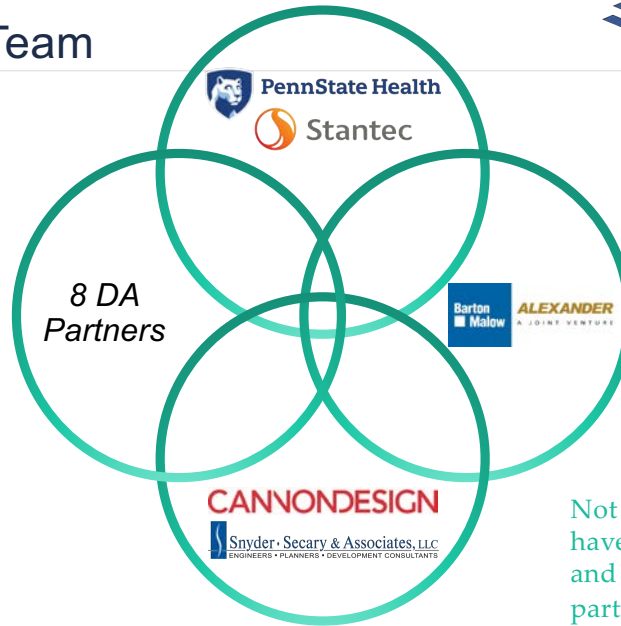 Team
PennState Health
Stantec
8 DA
Partners
Barton
Malow
ALEXANDER
A JOINT VENTURE
CANNONDESIGN
Snyder • Secary & Associates, LLC
ENGINEERS • PLANNERS • DEVELOPMENT CONSULTANTS
Not
have
and
part